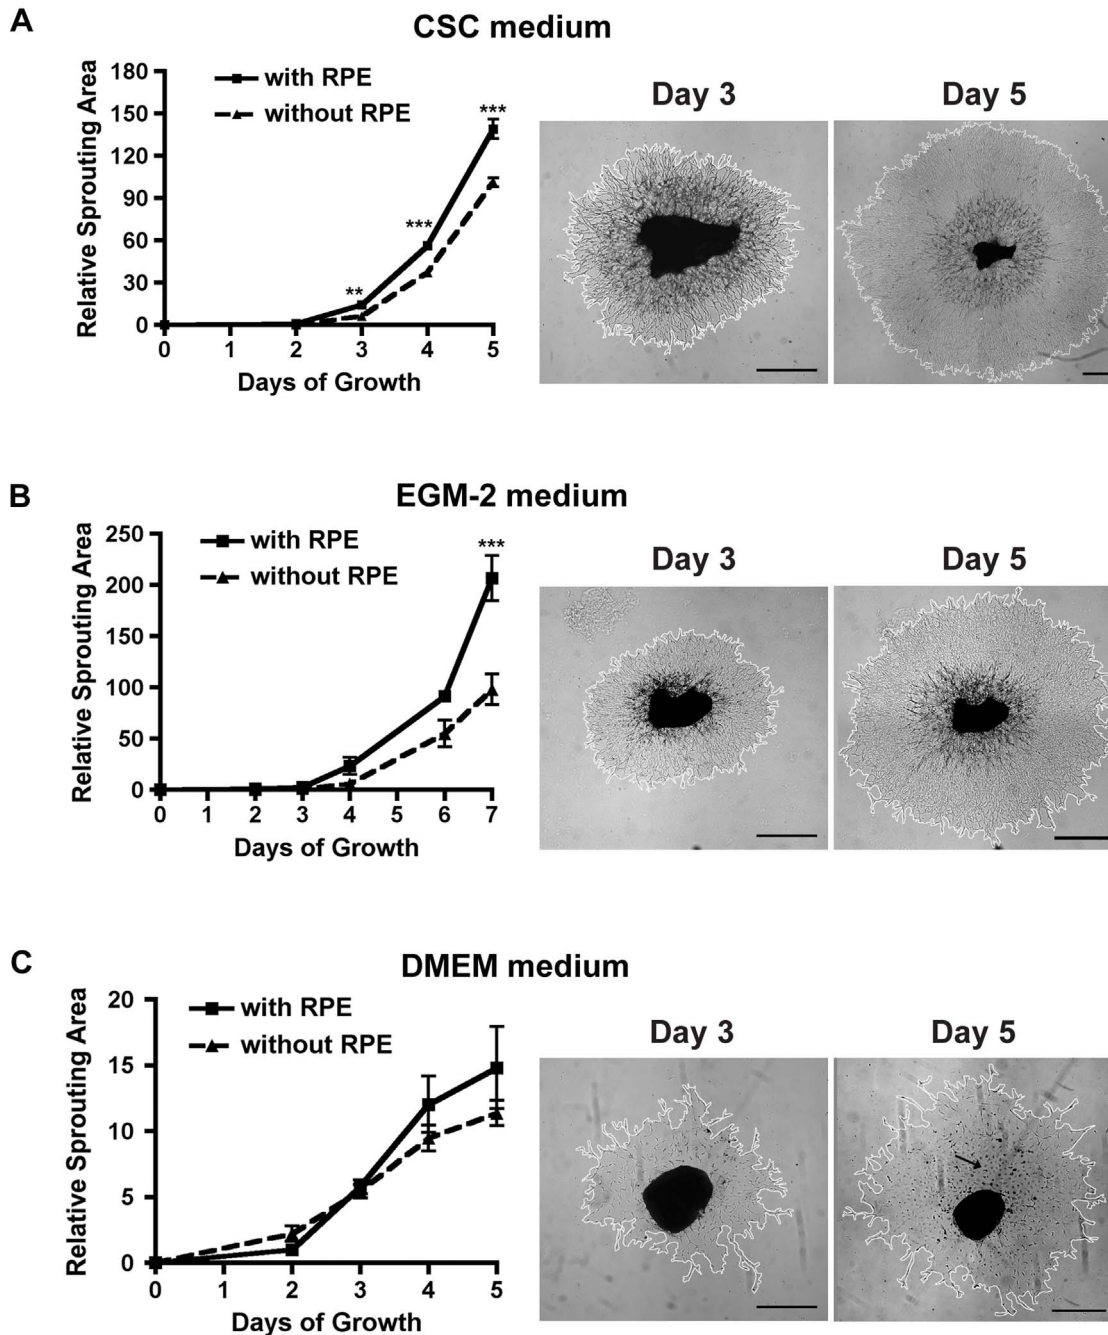 A
CSC medium
Relative Sprouting Area
180
150
120
90
60
30
0
with RPE
without RPE
**
***
***
0 1 2 3 4 5
Days of Growth
Day 3
Day 5
B
EGM-2 medium
Relative Sprouting Area
250
200
150
100
50
0
with RPE
without RPE
***
0 1 2 3 4 5 6 7
Days of Growth
Day 3
Day 5
C
DMEM medium
Relative Sprouting Area
20
15
10
5
0
with RPE
without RPE
0 1 2 3 4 5
Days of Growth
Day 3
Day 5